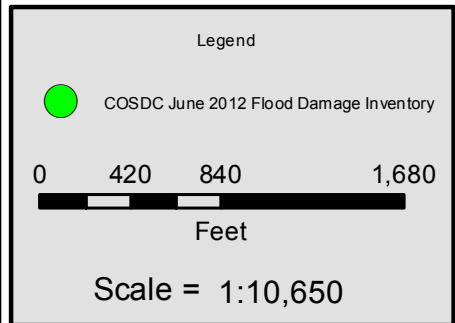 Legend
COSDC June 2012 Flood Damage Inventory
0 420 840 1,680
Feet
Scale = 1:10,650